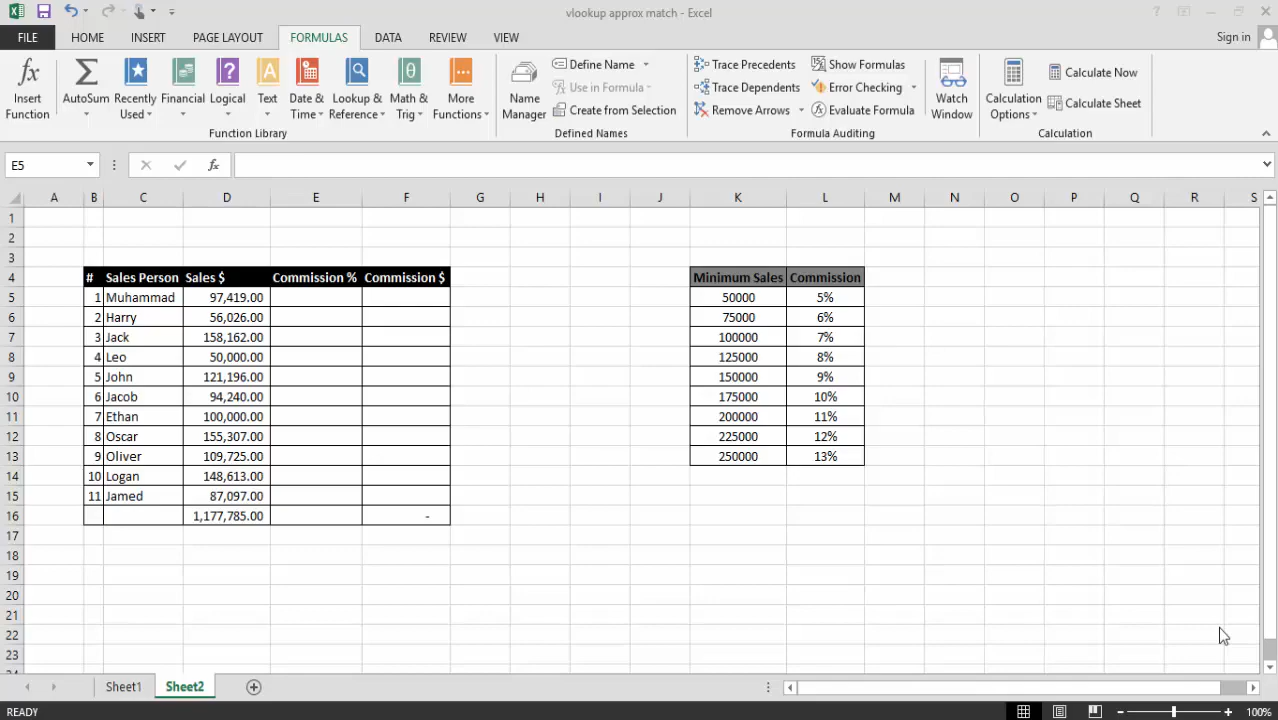 vlookup approx match - Excel
?
Sign in
FILE HOME INSERT PAGE LAYOUT FORMULAS DATA REVIEW VIEW
fx Insert Function
Σ AutoSum
Recently Used
Financial
? Logical
A Text
Date & Time
Lookup & Reference
θ Math & Trig
More Functions
Function Library
Name Manager
Define Name
Use in Formula
Create from Selection
Defined Names
Trace Precedents
Trace Dependents
Remove Arrows
Show Formulas
Error Checking
Evaluate Formula
Formula Auditing
Watch Window
Calculation Options
Calculate Now
Calculate Sheet
Calculation
E5 fx
A B C D E F G H I J K L M N O P Q R S
1
2
3
4 # Sales Person Sales $ Commission % Commission $ Minimum Sales Commission
5 1 Muhammad 97,419.00 50000 5%
6 2 Harry 56,026.00 75000 6%
7 3 Jack 158,162.00 100000 7%
8 4 Leo 50,000.00 125000 8%
9 5 John 121,196.00 150000 9%
10 6 Jacob 94,240.00 175000 10%
11 7 Ethan 100,000.00 200000 11%
12 8 Oscar 155,307.00 225000 12%
13 9 Oliver 109,725.00 250000 13%
14 10 Logan 148,613.00
15 11 Jamed 87,097.00
16 1,177,785.00 -
17
18
19
20
21
22
23
24
Sheet1 Sheet2
READY 100%